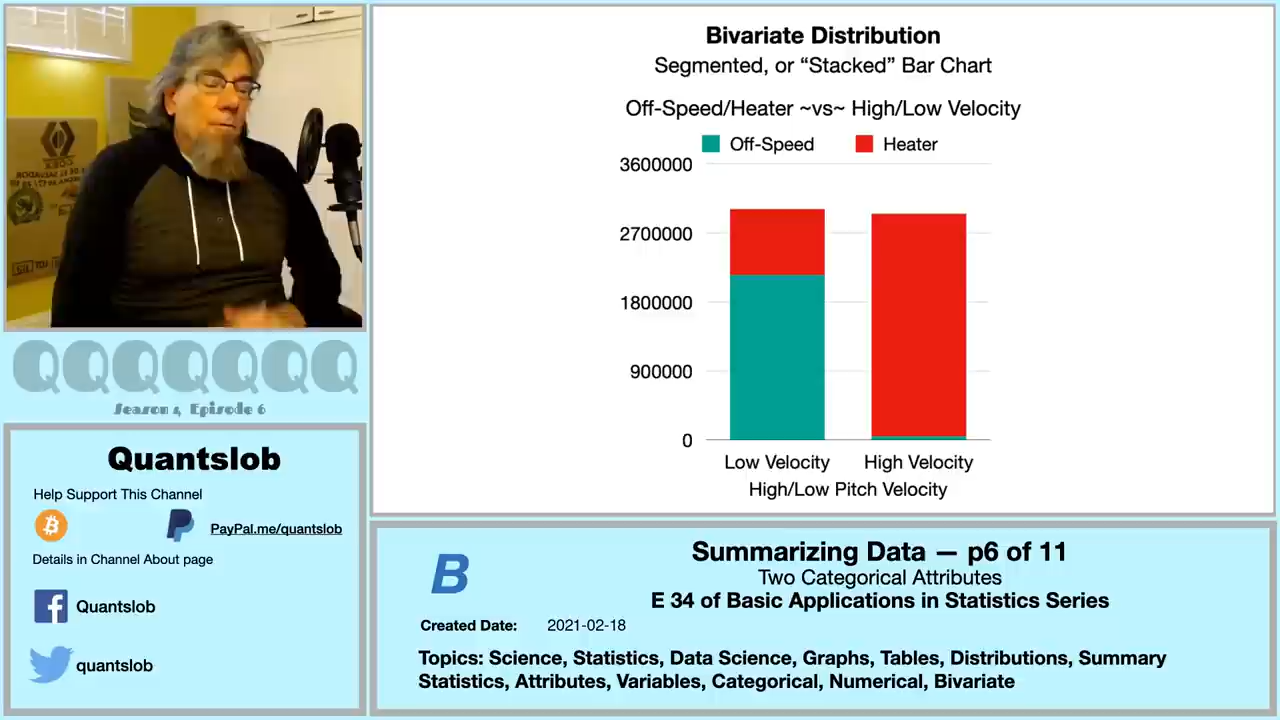 Bivariate Distribution
Segmented, or “Stacked” Bar Chart
Off-Speed/Heater ~vs~ High/Low Velocity
Off-Speed
Heater
3600000
2700000
1800000
900000
0
Low Velocity
High Velocity
High/Low Pitch Velocity
QQQQQQQ
Season 4, Episode 6
Quantslob
Help Support This Channel
PayPal.me/quantslob
Details in Channel About page
Quantslob
quantslob
B
Summarizing Data — p6 of 11
Two Categorical Attributes
E 34 of Basic Applications in Statistics Series
Created Date: 2021-02-18
Topics: Science, Statistics, Data Science, Graphs, Tables, Distributions, Summary
Statistics, Attributes, Variables, Categorical, Numerical, Bivariate